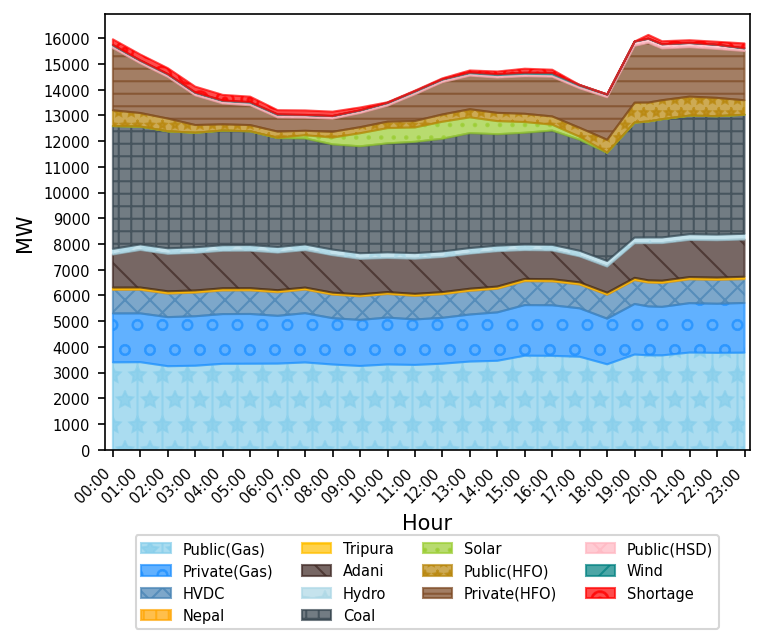 MW
16000
15000
14000
13000
12000
11000
10000
9000
8000
7000
6000
5000
4000
3000
2000
1000
0
00:00 01:00 02:00 03:00 04:00 05:00 06:00 07:00 08:00 09:00 10:00 11:00 12:00 13:00 14:00 15:00 16:00 17:00 18:00 19:00 20:00 21:00 22:00 23:00
Hour
Public(Gas) Tripura Solar Public(HSD)
Private(Gas) Adani Public(HFO) Wind
HVDC Hydro Private(HFO) Shortage
Nepal Coal